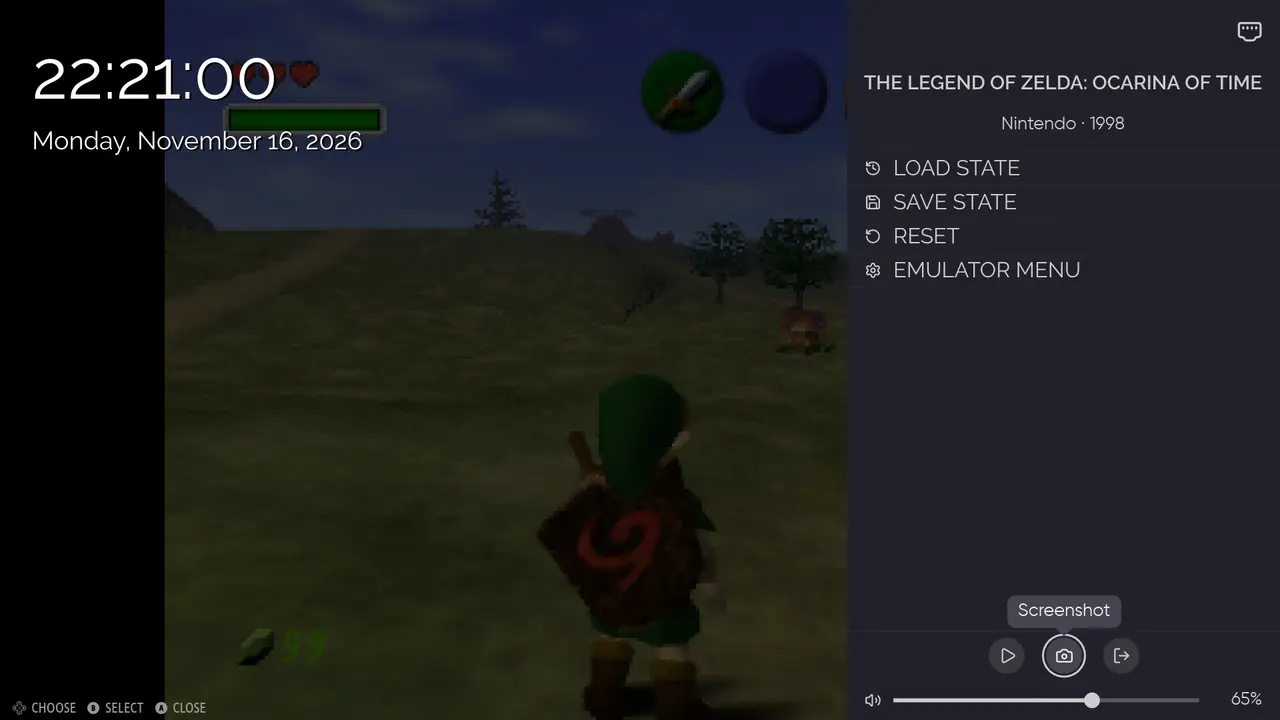 22:21:00
Monday, November 16, 2026
99
THE LEGEND OF ZELDA: OCARINA OF TIME
Nintendo · 1998
LOAD STATE
SAVE STATE
RESET
EMULATOR MENU
Screenshot
65%
CHOOSE
SELECT
CLOSE